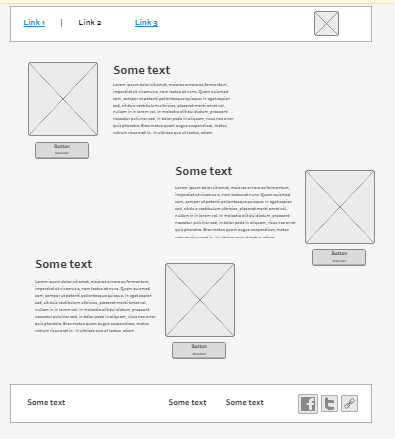 Link 1 | Link 2 Link 3
Some text
Lorem ipsum dolor sit amet, maiores ornare ac fermentum,
imperdiet ut vivamus a, nam lectus at nunc. Quam euismod
sem, semper ut potenti pellentesque quisque. In eget sapien
sed, sit duis vestibulum ultricies, placerat morbi amet vel,
nullam in in lorem vel. In molestie elit dui dictum, praesent
nascetur pulvinar sed, in dolor pede in aliquam, risus nec error
quis pharetra. Eros metus quam suspendisse, metus
rutrum erat in. In ultrices quo ut lectus, etiam
Button
Some text
Lorem ipsum dolor sit amet, maiores ornare ac fermentum,
imperdiet ut vivamus a, nam lectus at nunc. Quam euismod
sem, semper ut potenti pellentesque quisque. In eget sapien
sed, sit duis vestibulum ultricies, placerat morbi amet vel,
nullam in in lorem vel. In molestie elit dui dictum, praesent
nascetur pulvinar sed, in dolor pede in aliquam, risus nec error
quis pharetra. Eros metus quam suspendisse, metus
Button
Some text
Lorem ipsum dolor sit amet, maiores ornare ac fermentum,
imperdiet ut vivamus a, nam lectus at nunc. Quam euismod
sem, semper ut potenti pellentesque quisque. In eget sapien
sed, sit duis vestibulum ultricies, placerat morbi amet vel,
nullam in in lorem vel. In molestie elit dui dictum, praesent
nascetur pulvinar sed, in dolor pede in aliquam, risus nec error
quis pharetra. Eros metus quam suspendisse, metus
rutrum erat in. In ultrices quo ut lectus, etiam
Button
Some text Some text Some text